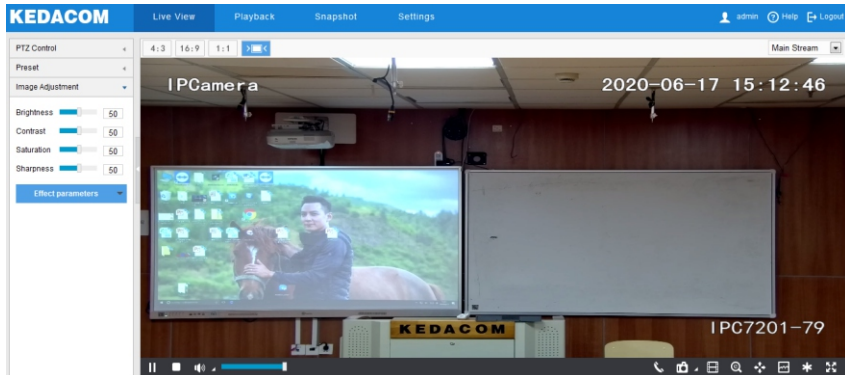 KEDACOM
Live View
Playback
Snapshot
Settings
admin
Help
Logout
PTZ Control
4:3
16:9
1:1
Main Stream
Preset
Image Adjustment
IPCamera
2020-06-17 15:12:46
Brightness
50
Contrast
50
Saturation
50
Sharpness
50
Effect parameters
KEDACOM
IPC7201-79